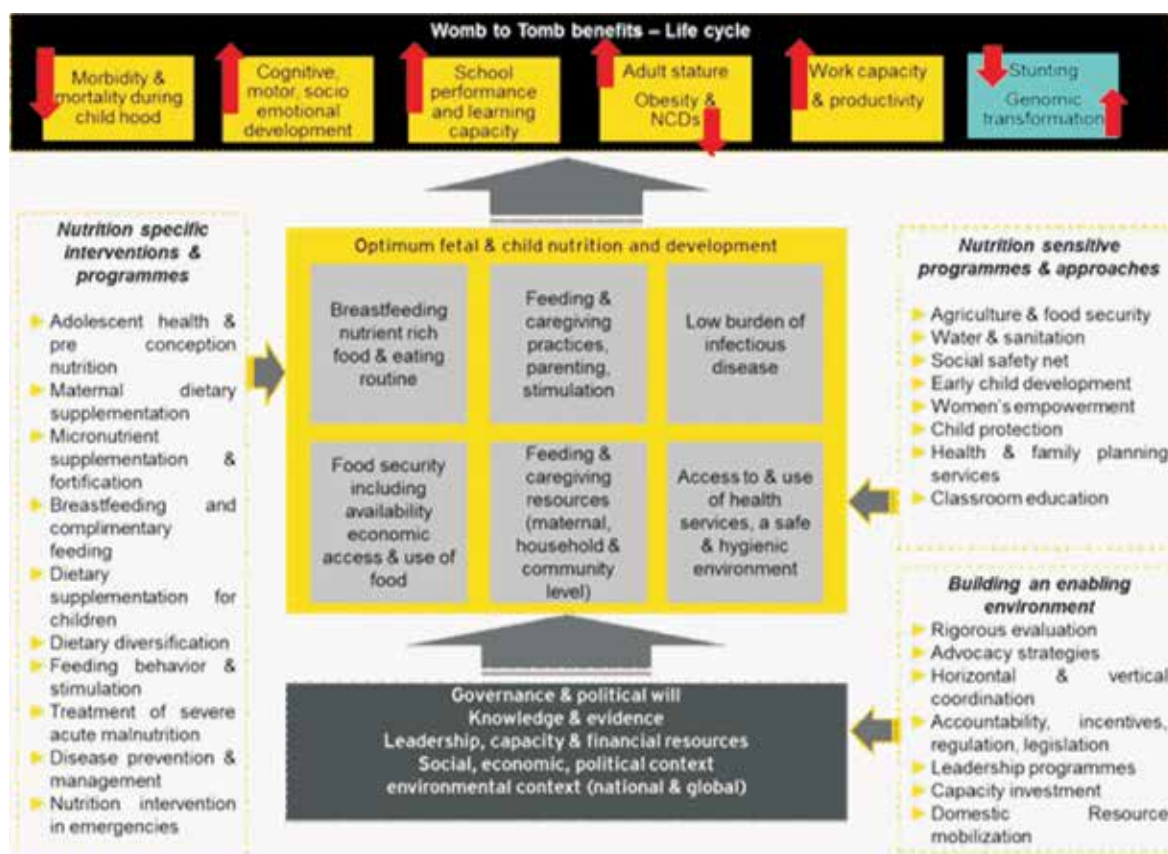 Womb to Tomb benefits – Life cycle
Morbidity &
mortality during
child hood
Cognitive,
motor, socio
emotional
development
School
performance
and learning
capacity
Adult stature
Obesity &
NCDs
Work capacity
& productivity
Stunting
Genomic
transformation
Nutrition specific
interventions &
programmes
Adolescent health &
pre conception
nutrition
Maternal dietary
supplementation
Micronutrient
supplementation &
fortification
Breastfeeding and
complimentary
feeding
Dietary
supplementation for
children
Dietary diversification
Feeding behavior &
stimulation
Treatment of severe
acute malnutrition
Disease prevention &
management
Nutrition intervention
in emergencies
Optimum fetal & child nutrition and development
Breastfeeding
nutrient rich
food & eating
routine
Feeding &
caregiving
practices,
parenting,
stimulation
Low burden of
infectious
disease
Food security
including
availability
economic
access & use of
food
Feeding &
caregiving
resources
(maternal,
household &
community
level)
Access to & use
of health
services, a safe
& hygienic
environment
Governance & political will
Knowledge & evidence
Leadership, capacity & financial resources
Social, economic, political context
environmental context (national & global)
Nutrition sensitive
programmes & approaches
Agriculture & food security
Water & sanitation
Social safety net
Early child development
Women's empowerment
Child protection
Health & family planning
services
Classroom education
Building an enabling
environment
Rigorous evaluation
Advocacy strategies
Horizontal & vertical
coordination
Accountability, incentives,
regulation, legislation
Leadership programmes
Capacity investment
Domestic Resource
mobilization